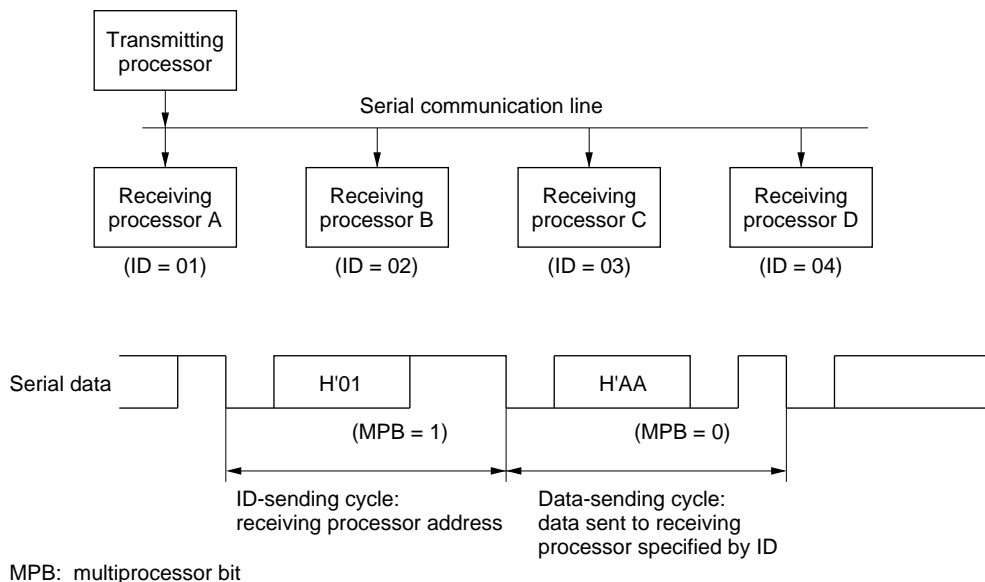 Transmitting
processor
Serial communication line
Receiving
processor A
Receiving
processor B
Receiving
processor C
Receiving
processor D
(ID = 01)
(ID = 02)
(ID = 03)
(ID = 04)
Serial data
H'01
H'AA
(MPB = 1)
(MPB = 0)
ID-sending cycle:
receiving processor address
Data-sending cycle:
data sent to receiving
processor specified by ID
MPB: multiprocessor bit